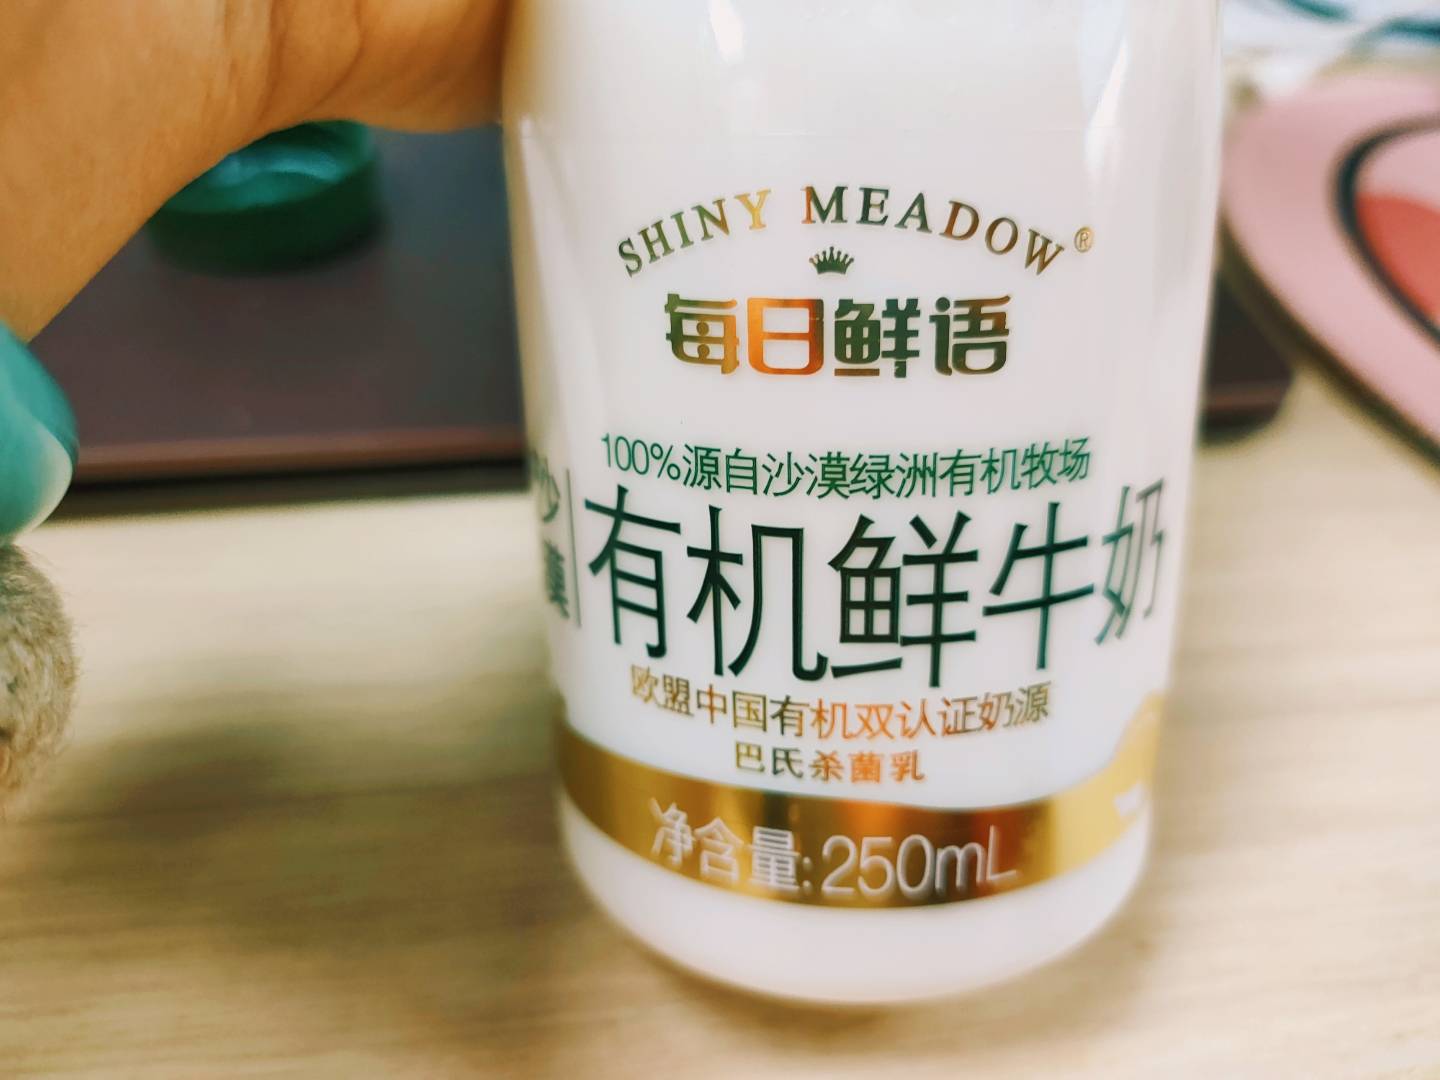 SHINY MEADOW®
每日鲜语
100%源自沙漠绿洲有机牧场
沙漠
有机鲜牛奶
欧盟中国有机双认证奶源
巴氏杀菌乳
净含量:250mL